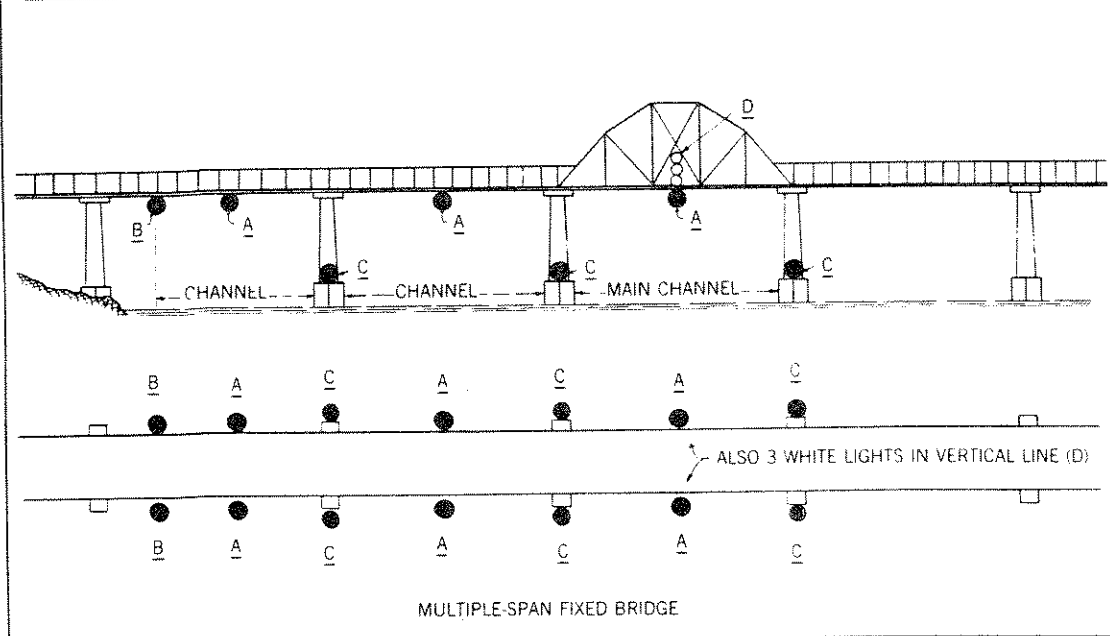 D
B A A A
C C C
CHANNEL CHANNEL MAIN CHANNEL
B A C A C A C
ALSO 3 WHITE LIGHTS IN VERTICAL LINE (D)
B A C A C A C
MULTIPLE-SPAN FIXED BRIDGE